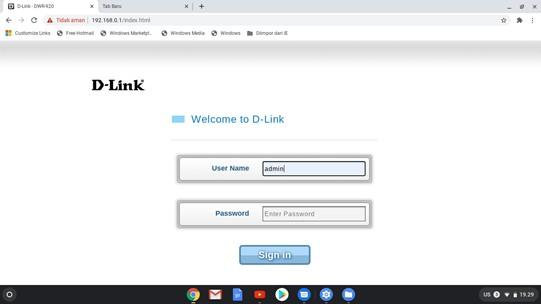 D-Link - DWR-920
Tab Baru
Tidak aman
192.168.0.1/index.html
Customize Links
Free Hotmail
Windows Marketpl..
Windows Media
Windows
Diimpor dari IE
D-Link
Welcome to D-Link
User Name
admin
Password
Enter Password
Sign in
US
3
19.29